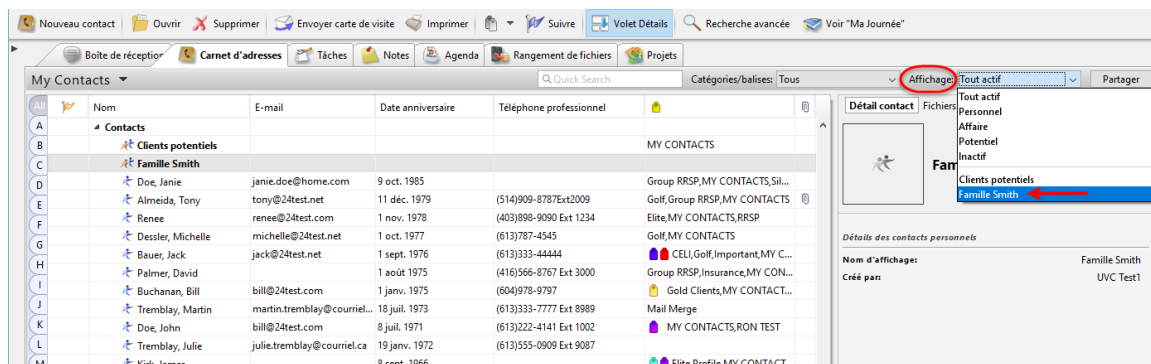 Nouveau contact Ouvrir Supprimer Envoyer carte de visite Imprimer Suivre Volet Détails Recherche avancée Voir "Ma Journée"
Boîte de réception Carnet d'adresses Tâches Notes Agenda Rangement de fichiers Projets
My Contacts Quick Search Catégories/balises: Tous Affichage: Tout actif Partager
All Nom E-mail Date anniversaire Téléphone professionnel Détail contact Fichiers Tout actif
Personnel
A Contacts Affaire
B Clients potentiels MY CONTACTS Potentiel
C Famille Smith Fam Inactif
D Doe, Janie janie.doe@home.com 9 oct. 1985 Group RRSP,MY CONTACTS,Sil... Clients potentiels
E Almeida, Tony tony@24test.net 11 déc. 1979 (514)909-8787Ext2009 Golf,Group RRSP,MY CONTACTS Famille Smith
F Renee renee@24test.com 1 nov. 1978 (403)898-9090 Ext 1234 Elite,MY CONTACTS,RRSP
G Dessler, Michelle michelle@24test.net 1 oct. 1977 (613)787-4545 Golf,MY CONTACTS Détails des contacts personnels
H Bauer, Jack jack@24test.net 1 sept. 1976 (613)333-44444 CELI,Golf,Important,MY C... Nom d'affichage: Famille Smith
Palmer, David 1 août 1975 (416)566-8767 Ext 3000 Group RRSP,Insurance,MY CON... Créé par: UVC Test1
I Buchanan, Bill bill@24test.com 1 janv. 1975 (604)978-9797 Gold Clients,MY CONTACT...
J Tremblay, Martin martin.tremblay@courriel... 18 juil. 1973 (613)333-7777 Ext 8989 Mail Merge
K Doe, John bill@24test.com 8 juil. 1971 (613)222-4141 Ext 1002 MY CONTACTS,RON TEST
L Tremblay, Julie julie.tremblay@courriel.ca 19 janv. 1972 (613)555-0909 Ext 9087
M Kirk, James 8 sept. 1966 Elite Profile,MY CONTACT